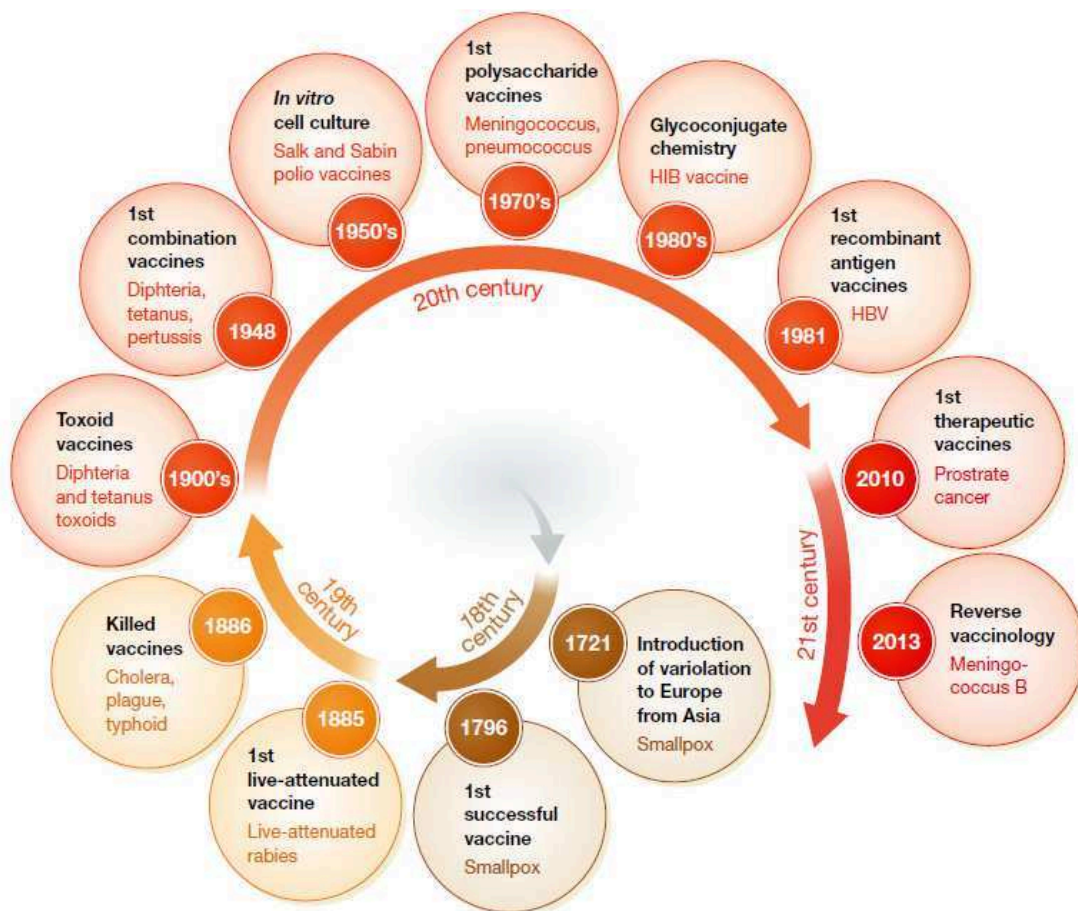 1721
Introduction
of variolation
to Europe
from Asia
Smallpox
18th
century
1796
1st
successful
vaccine
Smallpox
1885
1st
live-attenuated
vaccine
Live-attenuated
rabies
19th
century
1886
Killed
vaccines
Cholera,
plague,
typhoid
1900's
Toxoid
vaccines
Diphteria
and tetanus
toxoids
1948
1st
combination
vaccines
Diphteria,
tetanus,
pertussis
20th century
1950's
In vitro
cell culture
Salk and Sabin
polio vaccines
1970's
1st
polysaccharide
vaccines
Meningococcus,
pneumococcus
1980's
Glycoconjugate
chemistry
HIB vaccine
1981
1st
recombinant
antigen
vaccines
HBV
21st century
2010
1st
therapeutic
vaccines
Prostrate
cancer
2013
Reverse
vaccinology
Meningo-
coccus B